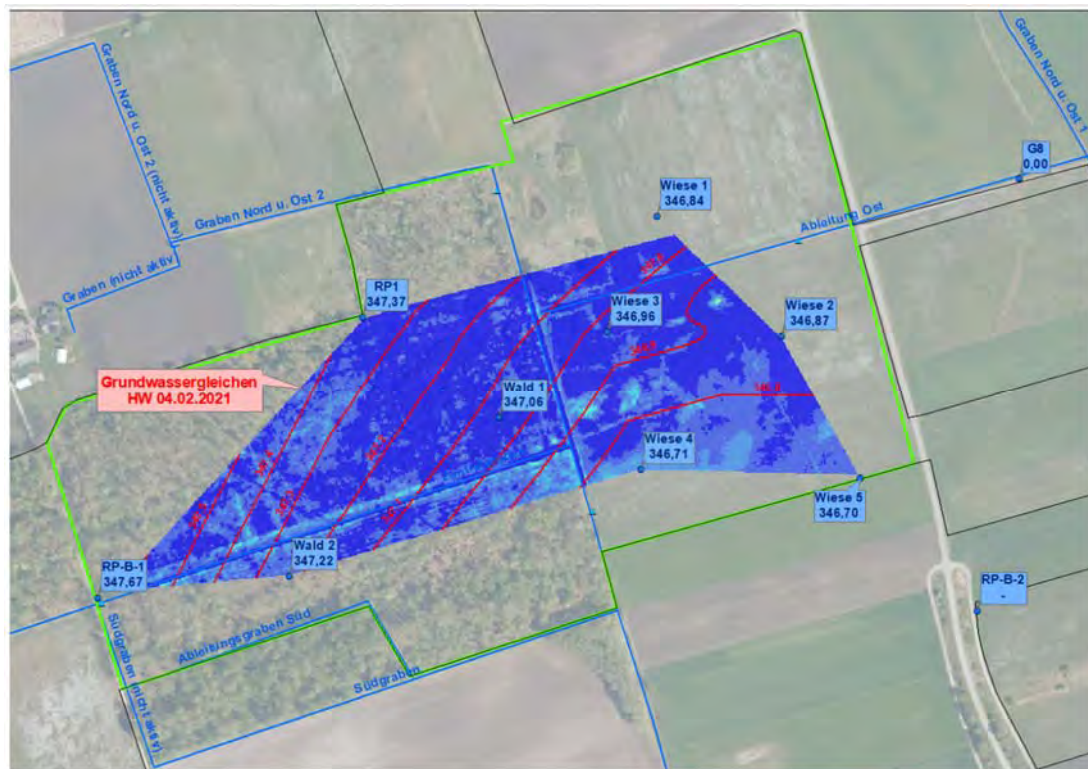 Graben Nord u. Ost 2 (nicht aktiv)
Graben Nord u. Ost 1
G8
0,00
Wiese 1
346,84
Graben Nord u. Ost 2
Ableitung Ost
Graben (nicht aktiv)
RP1
347,37
Wiese 3
346,96
Wiese 2
346,87
Grundwassergleichen
HW 04.02.2021
Wald 1
347,06
Wiese 4
346,71
Wiese 5
346,70
RP-B-1
347,67
Wald 2
347,22
RP-B-2
-
Ableitungsgraben Süd
Südgraben (nicht aktiv)
Südgraben